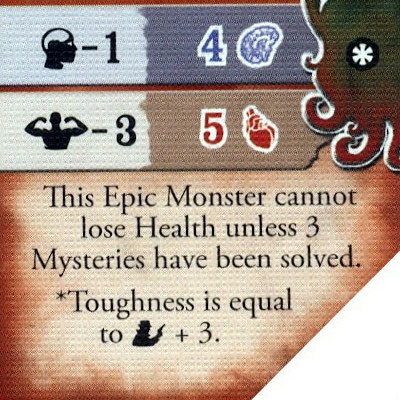 -1 4
*
-3 5
This Epic Monster cannot
lose Health unless 3
Mysteries have been solved.
*Toughness is equal
to + 3.